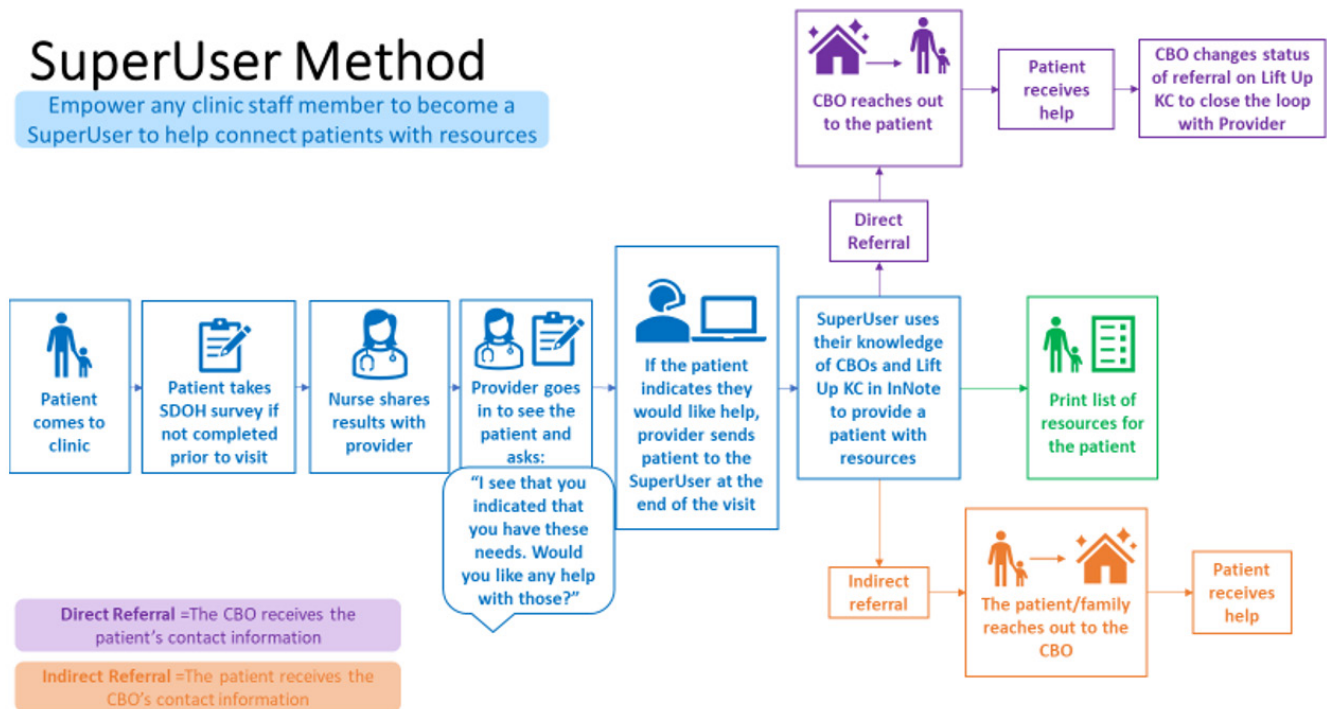 SuperUser Method
Empower any clinic staff member to become a
SuperUser to help connect patients with resources
Patient
comes to
clinic
Patient takes
SDOH survey if
not completed
prior to visit
Nurse shares
results with
provider
Provider goes
in to see the
patient and
asks:
“I see that you
indicated that
you have these
needs. Would
you like any help
with those?”
If the patient
indicates they
would like help,
provider sends
patient to the
SuperUser at the
end of the visit
SuperUser uses
their knowledge
of CBOs and Lift
Up KC in InNote
to provide a
patient with
resources
Direct
Referral
CBO reaches out
to the patient
Patient
receives
help
CBO changes status
of referral on Lift Up
KC to close the loop
with Provider
Print list of
resources for
the patient
Indirect
referral
The patient/family
reaches out to the
CBO
Patient
receives
help
Direct Referral =The CBO receives the
patient’s contact information
Indirect Referral =The patient receives the
CBO’s contact information